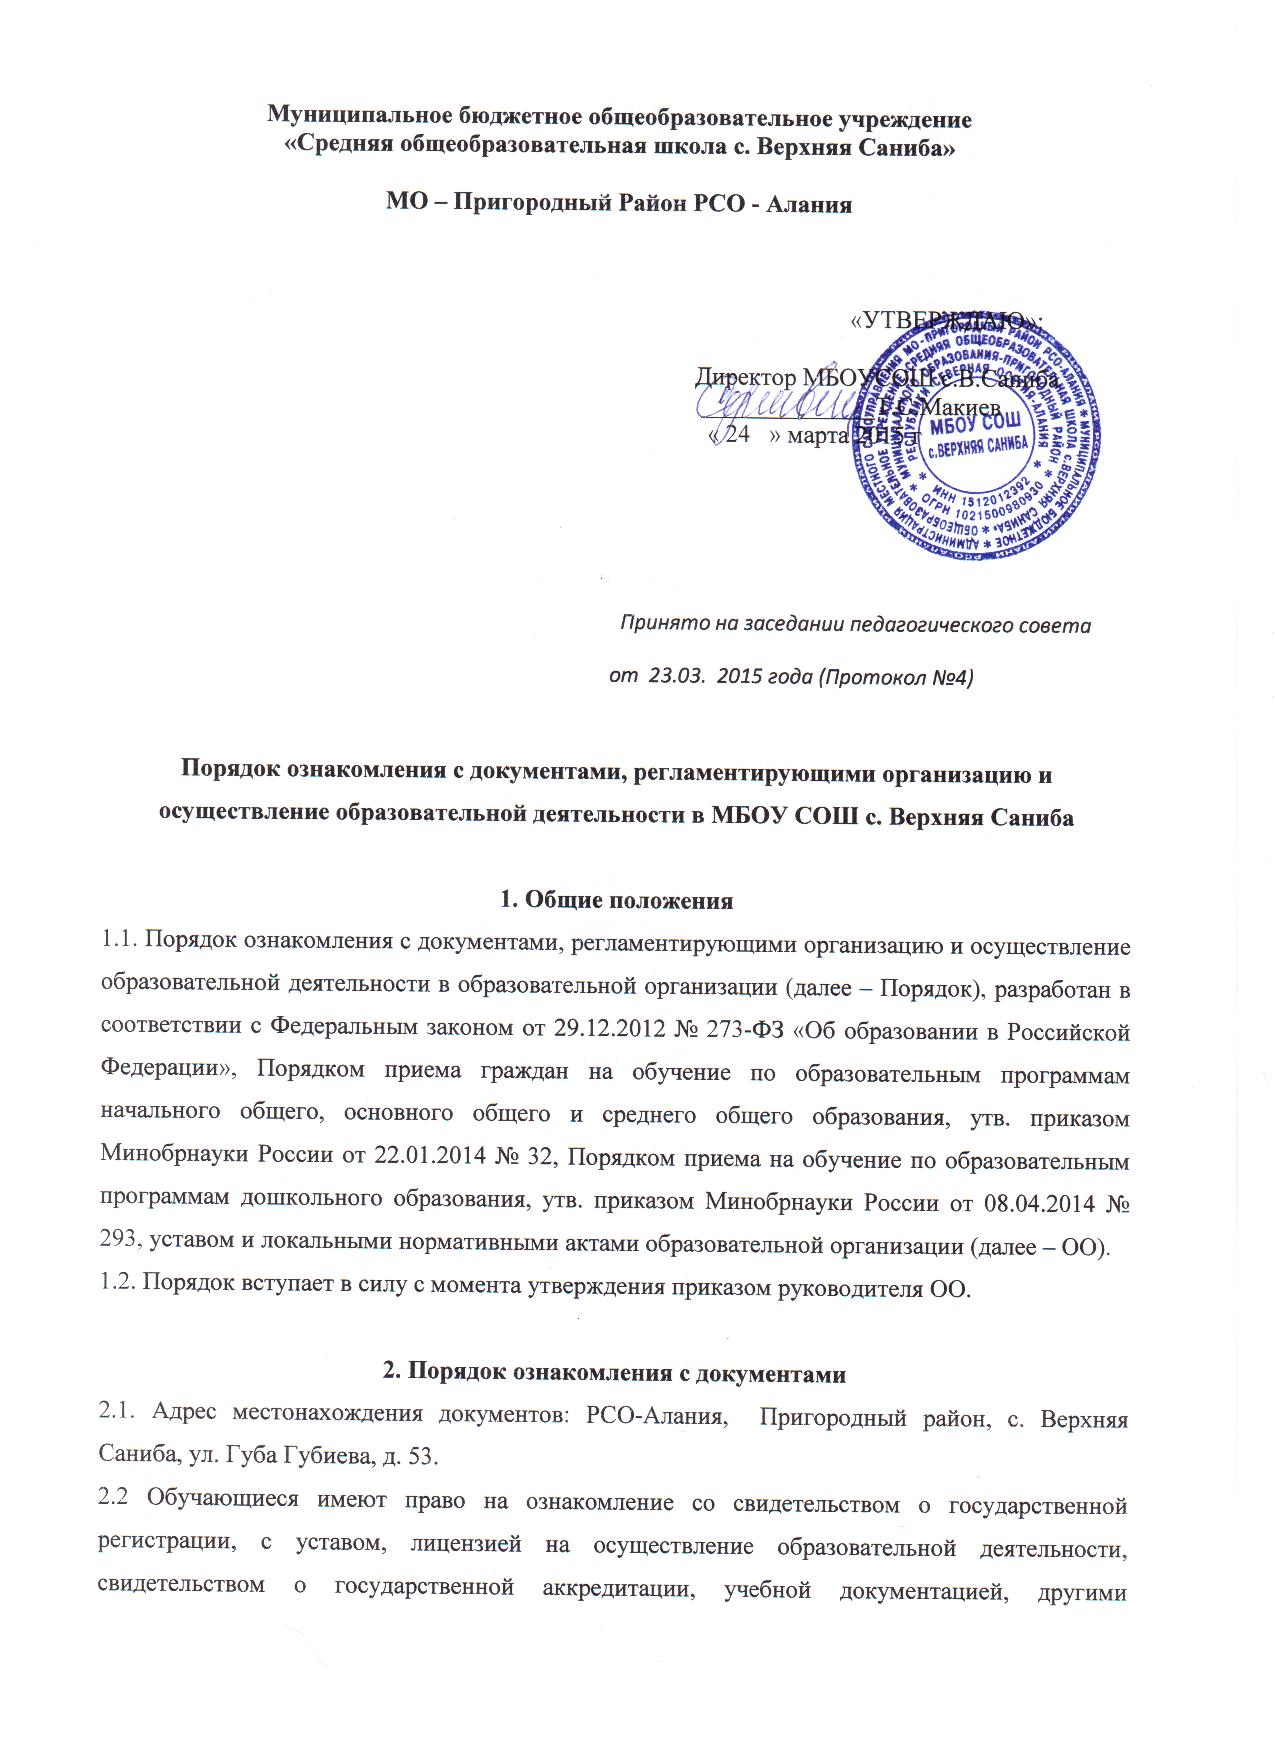 Муниципальное бюджетное общеобразовательное учреждение
«Средняя общеобразовательная школа с. Верхняя Саниба»
МО – Пригородный Район РСО - Алания
«УТВЕРЖДАЮ»:
Директор МБОУСОШ с.В.Саниба
Т.С.Макиев
« 24 » марта 2015 г
МБОУ СОШ
с.ВЕРХНЯЯ САНИБА
ИНН 1512012392
ОГРН 1021500980930
Принято на заседании педагогического совета
от 23.03. 2015 года (Протокол №4)
Порядок ознакомления с документами, регламентирующими организацию и
осуществление образовательной деятельности в МБОУ СОШ с. Верхняя Саниба
1. Общие положения
1.1. Порядок ознакомления с документами, регламентирующими организацию и осуществление
образовательной деятельности в образовательной организации (далее – Порядок), разработан в
соответствии с Федеральным законом от 29.12.2012 № 273-ФЗ «Об образовании в Российской
Федерации», Порядком приема граждан на обучение по образовательным программам
начального общего, основного общего и среднего общего образования, утв. приказом
Минобрнауки России от 22.01.2014 № 32, Порядком приема на обучение по образовательным
программам дошкольного образования, утв. приказом Минобрнауки России от 08.04.2014 №
293, уставом и локальными нормативными актами образовательной организации (далее – ОО).
1.2. Порядок вступает в силу с момента утверждения приказом руководителя ОО.
2. Порядок ознакомления с документами
2.1. Адрес местонахождения документов: РСО-Алания, Пригородный район, с. Верхняя
Саниба, ул. Губа Губиева, д. 53.
2.2 Обучающиеся имеют право на ознакомление со свидетельством о государственной
регистрации, с уставом, лицензией на осуществление образовательной деятельности,
свидетельством о государственной аккредитации, учебной документацией, другими